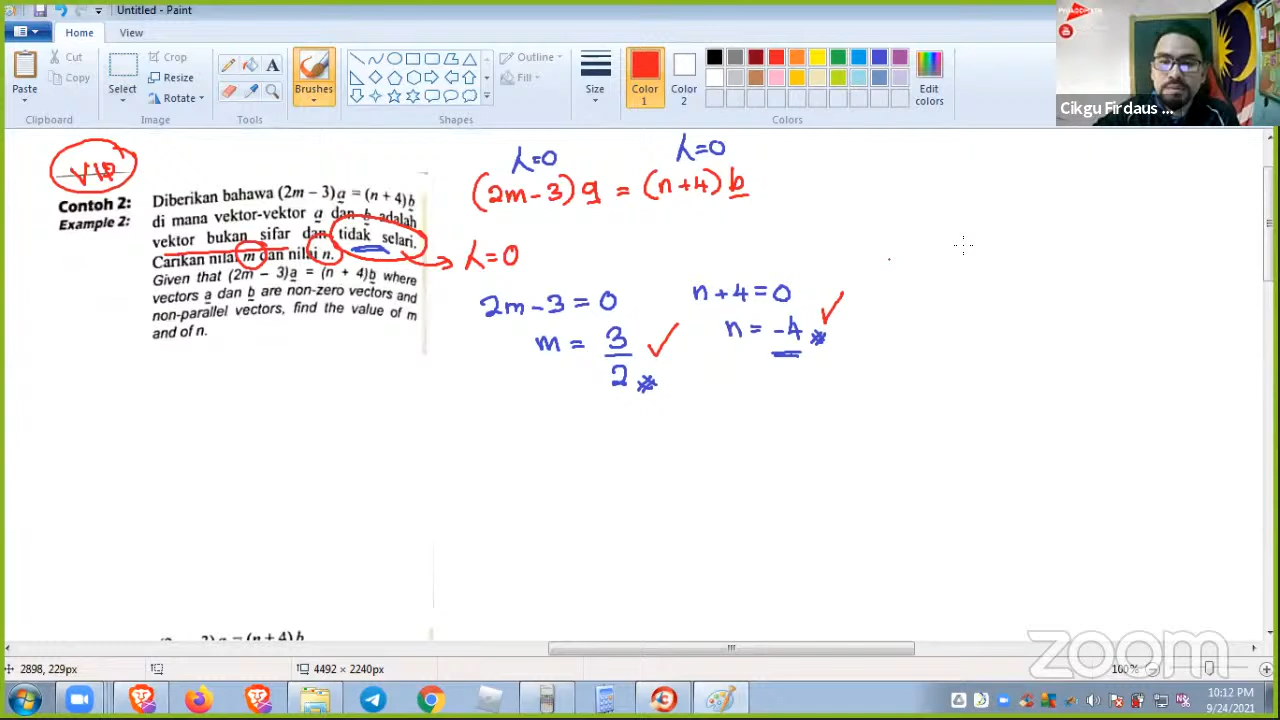 Untitled - Paint
Home View
Paste
Cut
Copy
Clipboard
Select
Crop
Resize
Rotate
Image
Tools
Brushes
Shapes
Outline
Fill
Size
Color 1
Color 2
Colors
Edit colors
Cikgu Firdaus ...
VIP
Contoh 2:
Example 2:
Diberikan bahawa (2m − 3)a = (n + 4)b
di mana vektor-vektor a dan b adalah
vektor bukan sifar dan tidak selari.
Carikan nilai m dan nilai n.
Given that (2m − 3)a = (n + 4)b where
vectors a dan b are non-zero vectors and
non-parallel vectors, find the value of m
and of n.
λ=0 λ=0
(2m-3) a = (n+4) b
λ=0
2m-3=0 n+4=0
m = 3/2 n = -4
= (n + 4) b
zoom
2898, 229px
4492 × 2240px
100%
10:12 PM
9/24/2021